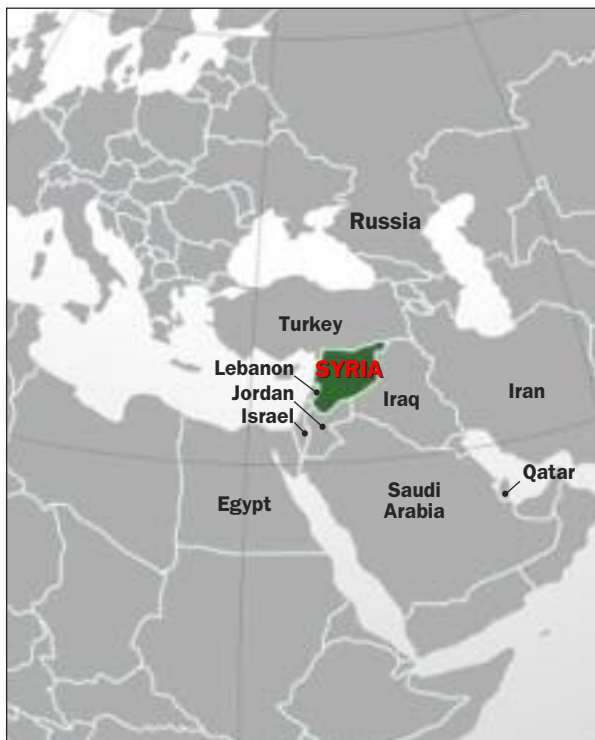 Russia
Turkey
Lebanon
SYRIA
Jordan
Iraq
Iran
Israel
Qatar
Egypt
Saudi
Arabia